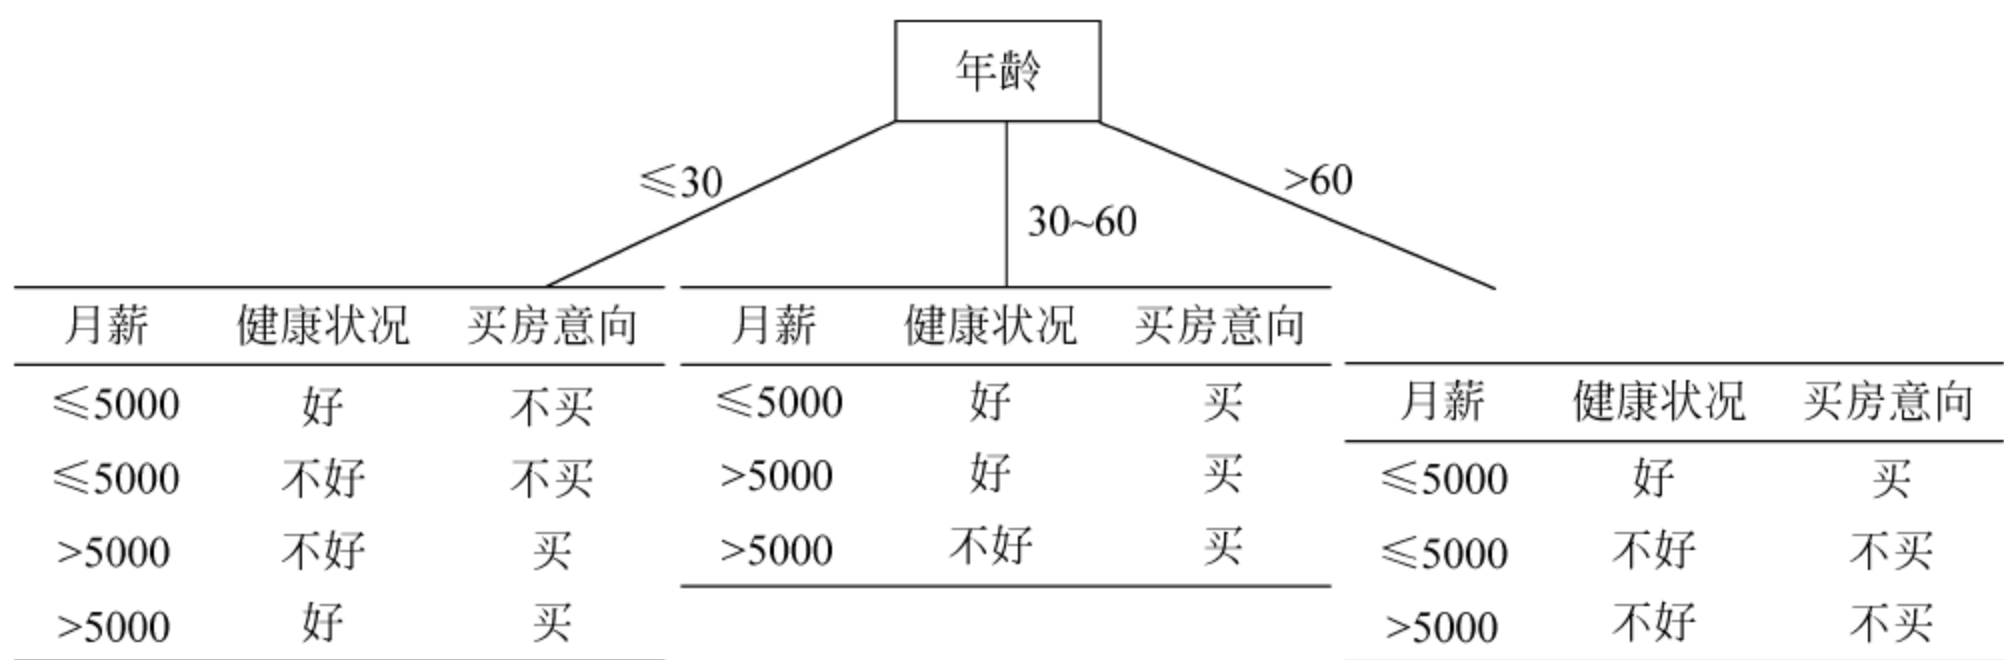 年龄
≤30
30~60
>60
月薪 健康状况 买房意向
≤5000 好 不买
≤5000 不好 不买
>5000 不好 买
>5000 好 买
月薪 健康状况 买房意向
≤5000 好 买
>5000 好 买
>5000 不好 买
月薪 健康状况 买房意向
≤5000 好 买
≤5000 不好 不买
>5000 不好 不买